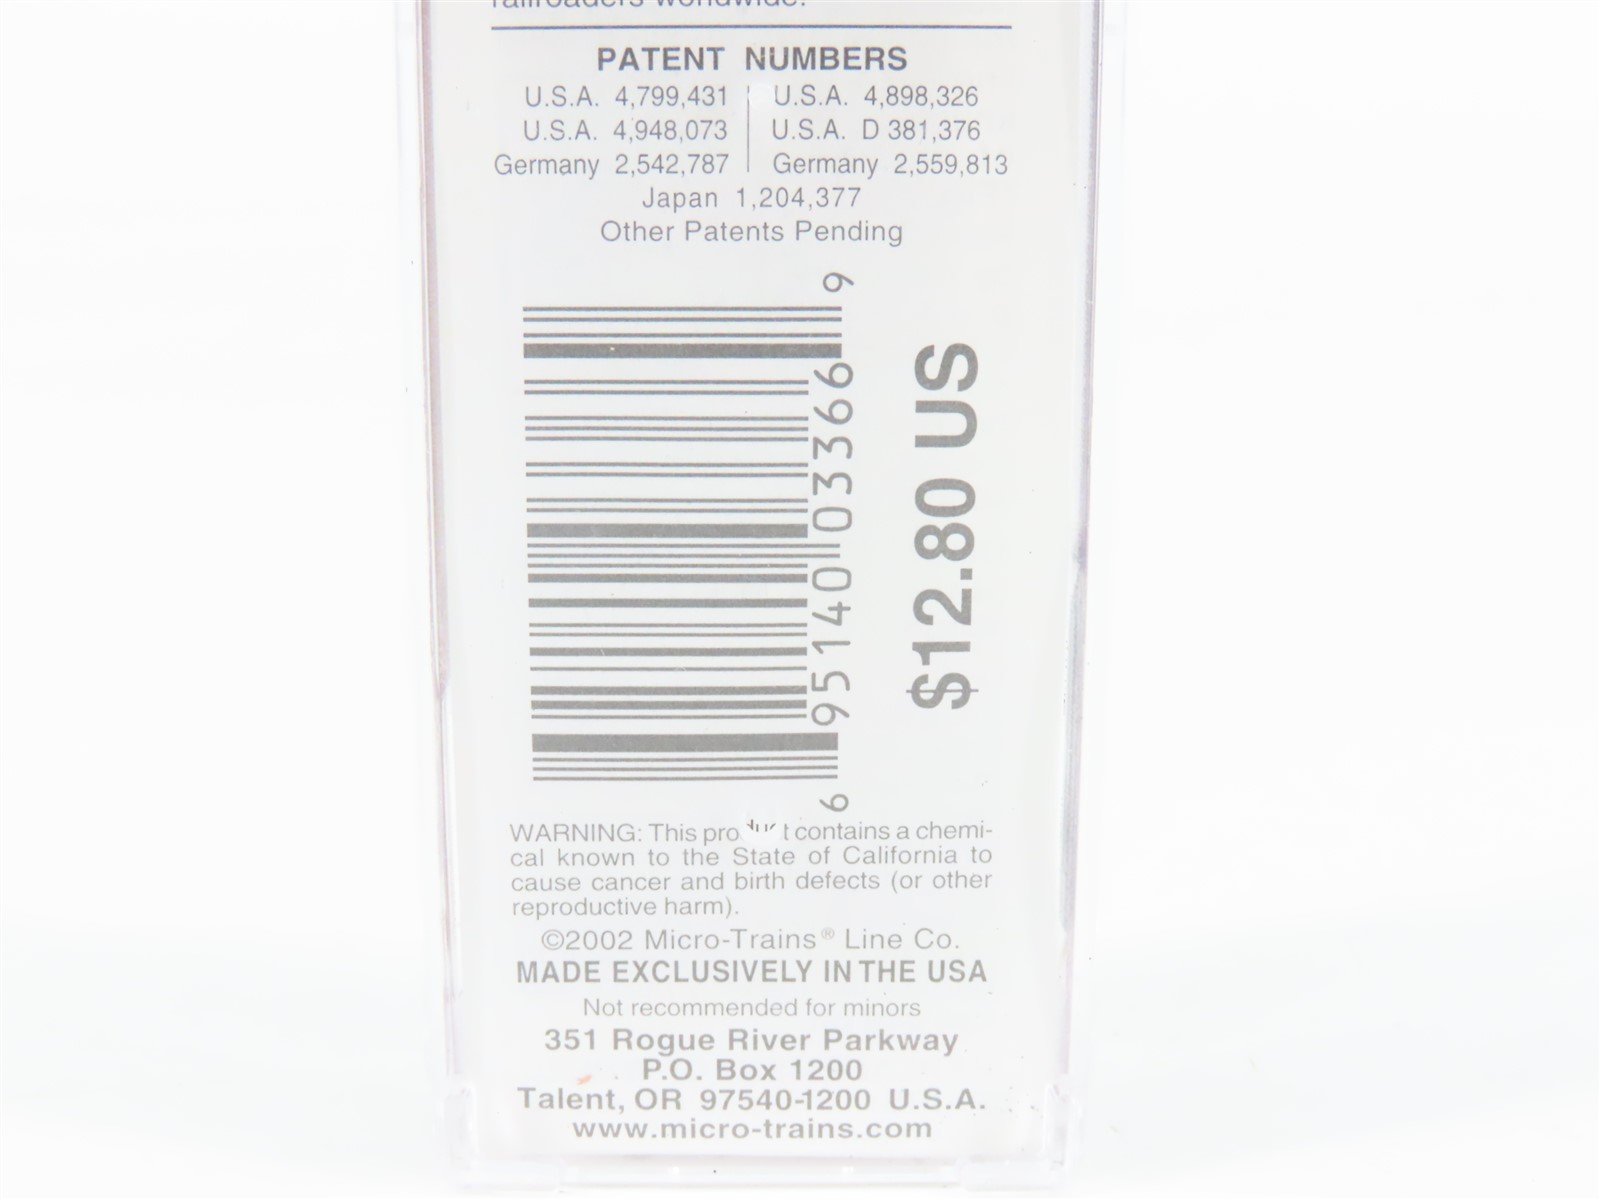 railroaders worldwide.
PATENT NUMBERS
U.S.A. 4,799,431 U.S.A. 4,898,326
U.S.A. 4,948,073 U.S.A. D 381,376
Germany 2,542,787 Germany 2,559,813
Japan 1,204,377
Other Patents Pending
6 95140 03366 9
$12.80 US
WARNING: This product contains a chemi-
cal known to the State of California to
cause cancer and birth defects (or other
reproductive harm).
©2002 Micro-Trains® Line Co.
MADE EXCLUSIVELY IN THE USA
Not recommended for minors
351 Rogue River Parkway
P.O. Box 1200
Talent, OR 97540-1200 U.S.A.
www.micro-trains.com